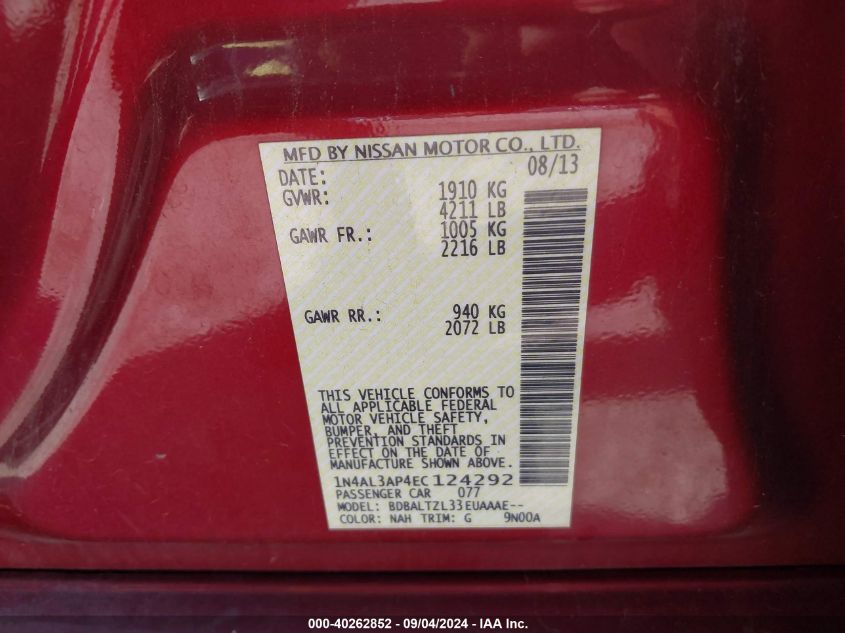 MFD BY NISSAN MOTOR CO., LTD.
DATE: 08/13
GVWR: 1910 KG
4211 LB
GAWR FR.: 1005 KG
2216 LB
GAWR RR.: 940 KG
2072 LB
THIS VEHICLE CONFORMS TO
ALL APPLICABLE FEDERAL
MOTOR VEHICLE SAFETY,
BUMPER, AND THEFT
PREVENTION STANDARDS IN
EFFECT ON THE DATE OF
MANUFACTURE SHOWN ABOVE.
1N4AL3AP4EC124292
PASSENGER CAR 077
MODEL: BDBALTZL33EUAAAE--
COLOR: NAH TRIM: G 9N00A
000-40262852 - 09/04/2024 - IAA Inc.